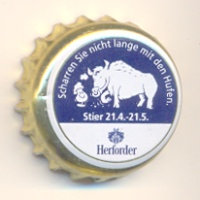 Scharren Sie nicht lange mit den Hufen.
Stier 21.4.-21.5.
Herforder